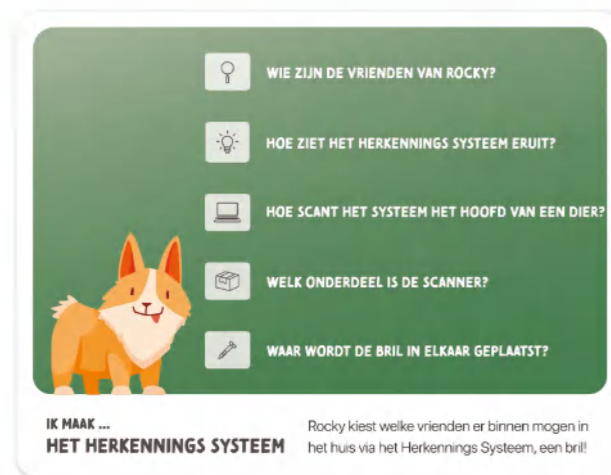 WIE ZIJN DE VRIENDEN VAN ROCKY?
HOE ZIET HET HERKENNINGS SYSTEEM ERUIT?
HOE SCANT HET SYSTEEM HET HOOFD VAN EEN DIER?
WELK ONDERDEEL IS DE SCANNER?
WAAR WORDT DE BRIL IN ELKAAR GEPLAATST?
IK MAAK ...
HET HERKENNINGS SYSTEEM
Rocky kiest welke vrienden er binnen mogen in
het huis via het Herkennings Systeem, een bril!